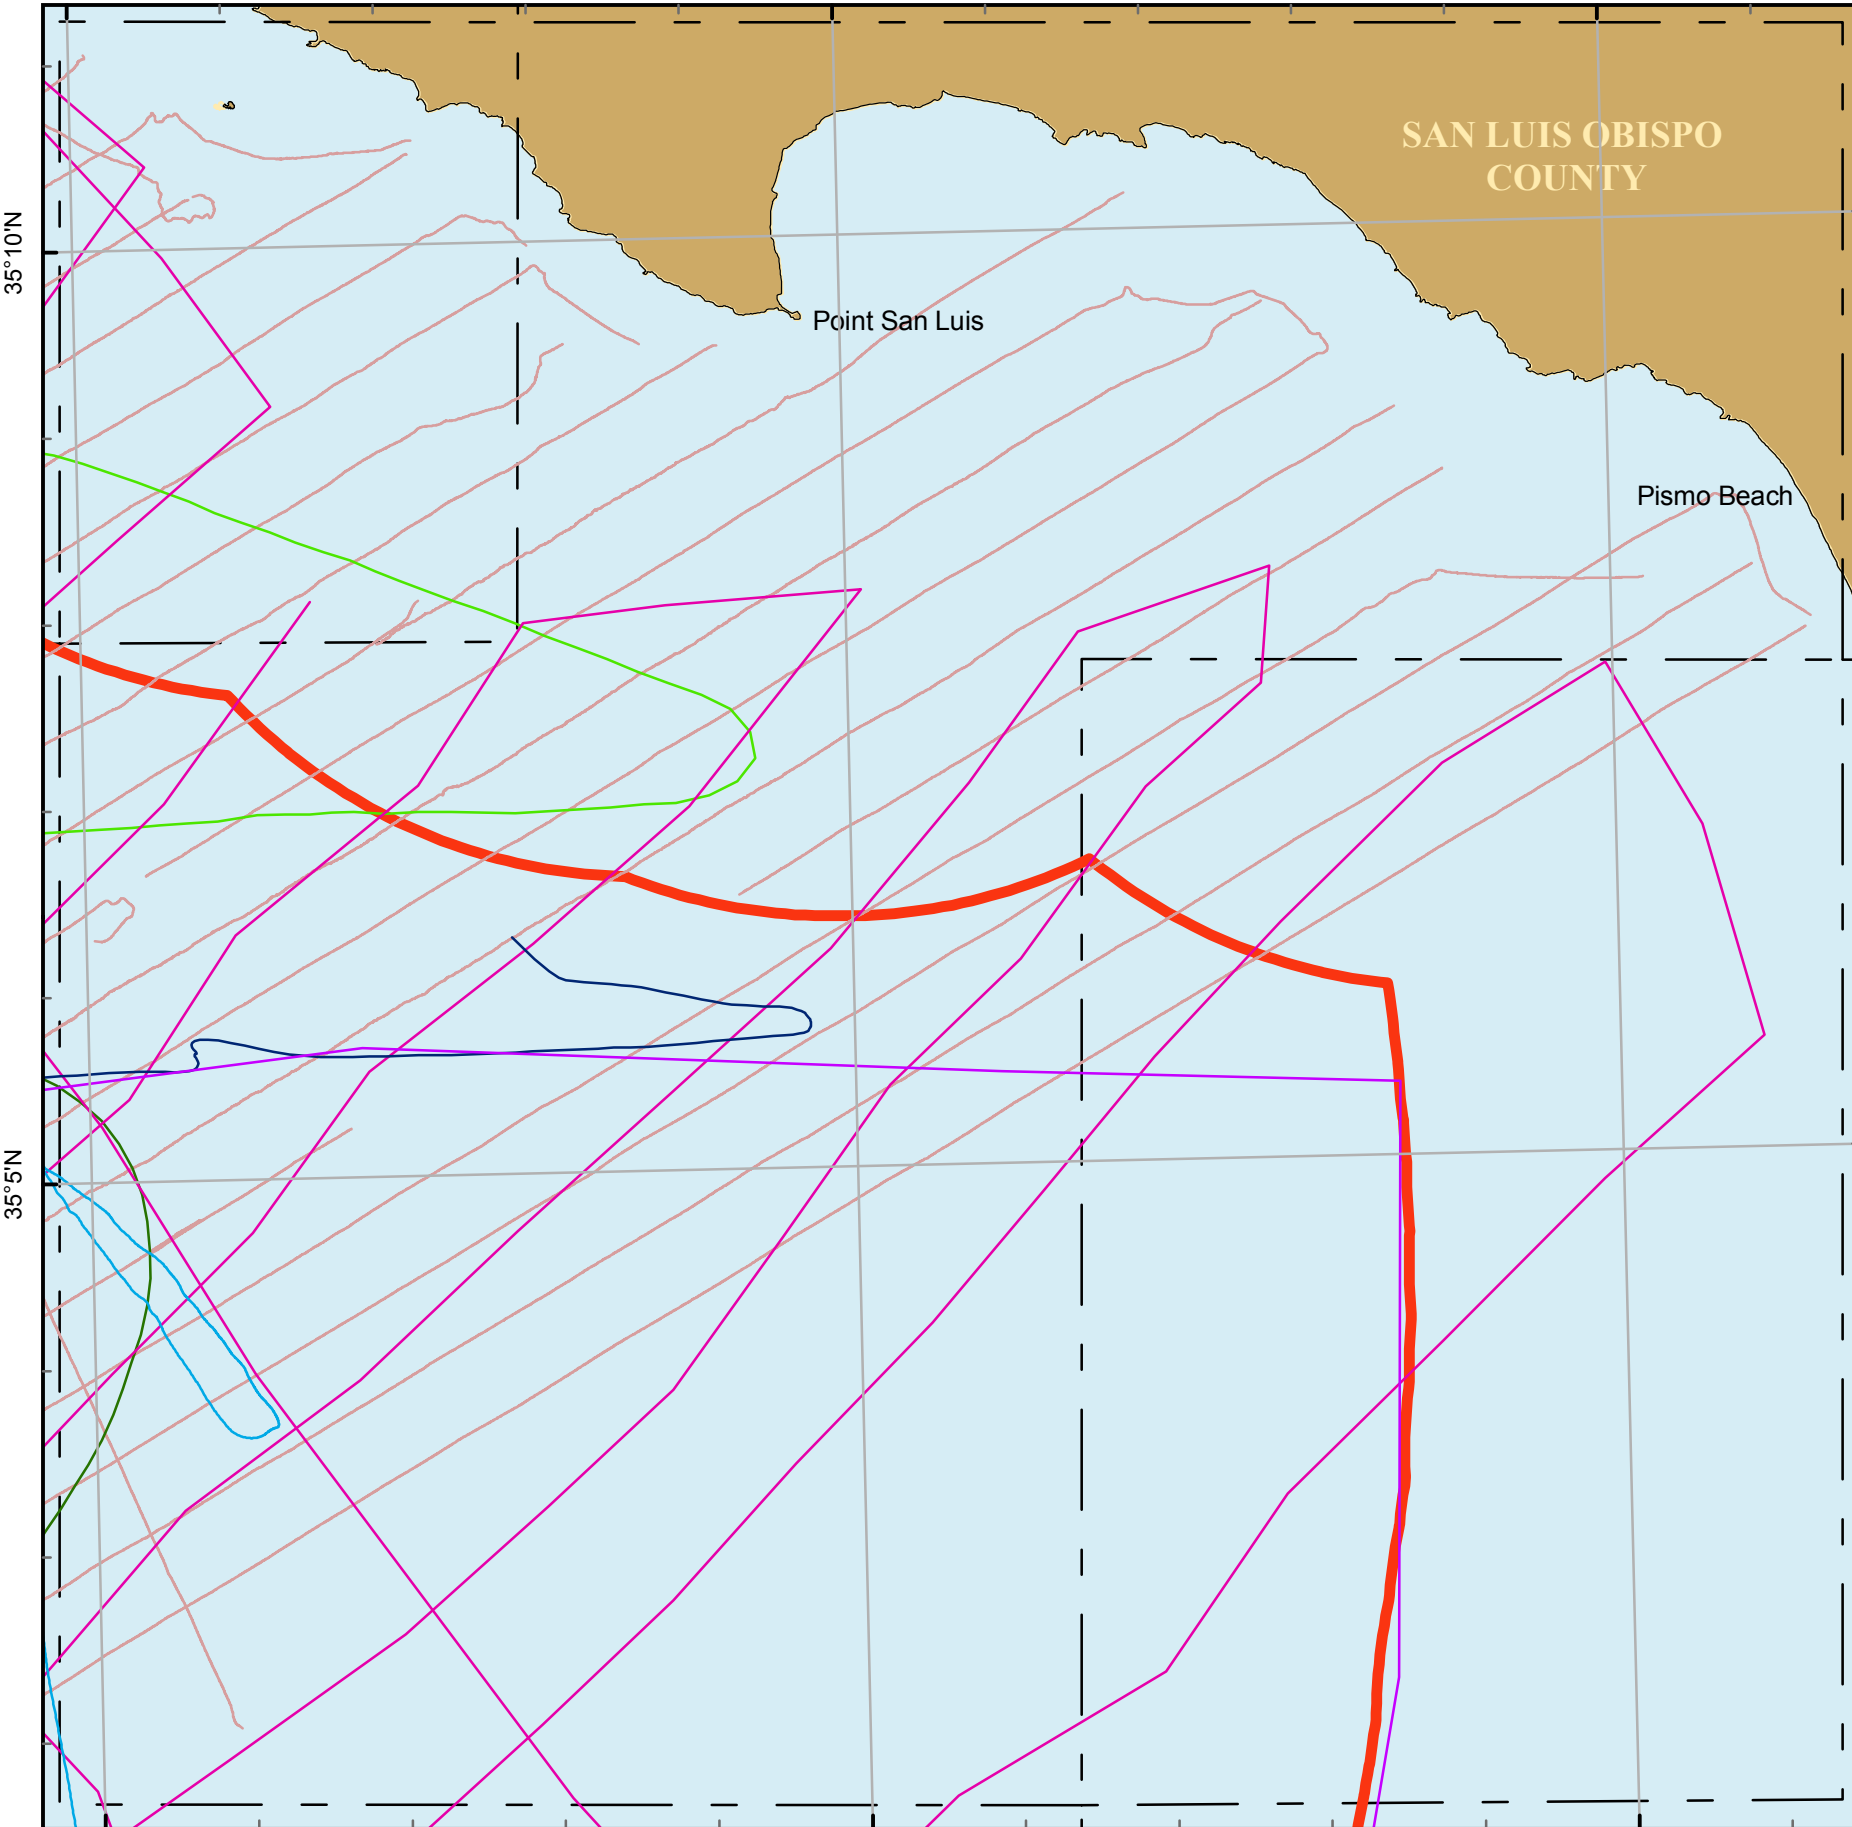 SAN LUIS OBISPO
COUNTY
35°10'N
Point San Luis
Pismo Beach
35°5'N